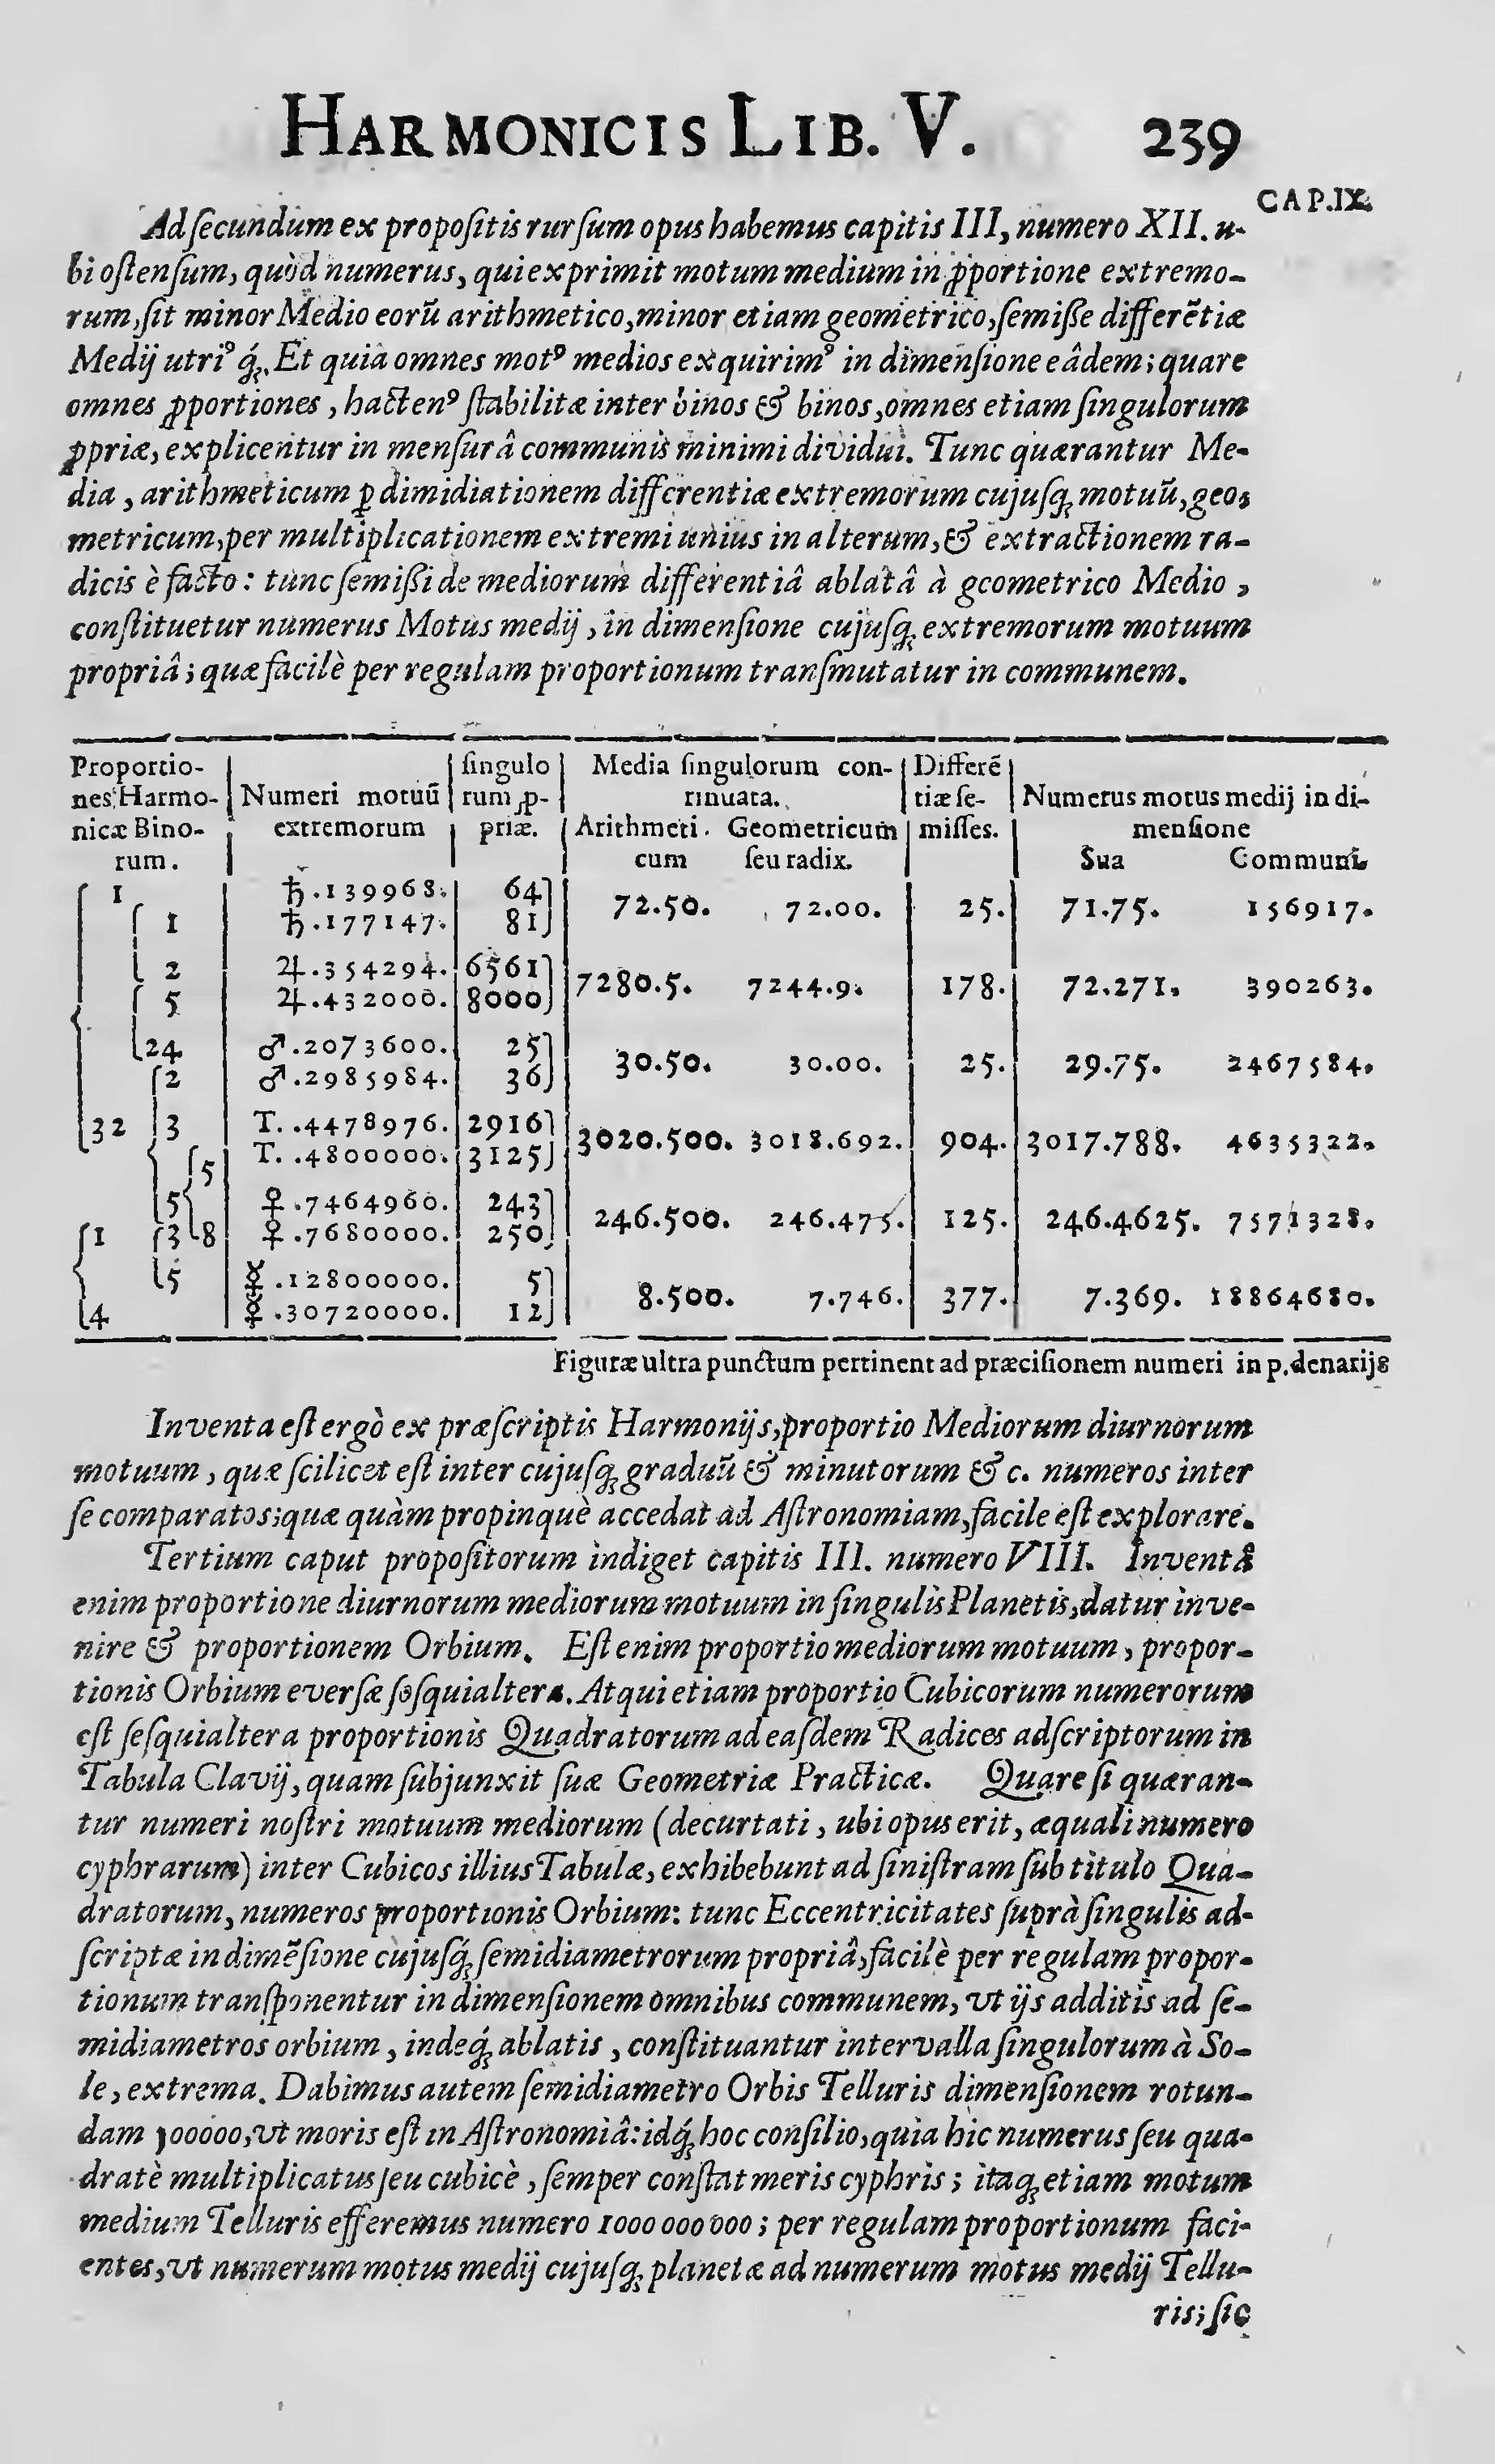 HARMONICIS LIB. V. 239
CAP. IX.
Ad ſecundum ex propoſitis rurſum opus habemus capitis III, numero XII. u-
bi oſtenſum, quòd numerus, qui exprimit motum medium in ꝓportione extremo-
rum, ſit minor Medio eorũ arithmetico, minor etiam geometrico, ſemiſſe differẽtiæ
Medij utriꝰ q́;. Et quia omnes motꝰ medios exquirimꝰ in dimenſione eâdem; quare
omnes ꝓportiones, hactenꝰ ſtabilitæ inter binos & binos, omnes etiam ſingulorum
ꝓpriæ, explicentur in menſurâ communis minimi dividui. Tunc quærantur Me-
dia, arithmeticum ꝑ dimidiationem differentiæ extremorum cujuſq; motuũ, geo-
metricum, per multiplicationem extremi unius in alterum, & extractionem ra-
dicis è facto: tunc ſemiſſi de mediorum differentiâ ablatâ à geometrico Medio,
conſtituetur numerus Motus medij, in dimenſione cujuſq; extremorum motuum
propriâ; quæ facilè per regulam proportionum tranſmutatur in communem.
Proportio- ſingulo Media ſingulorum con- Differẽ
nes Harmo- Numeri motuũ rum ꝓ- tinuata. tiæ ſe- Numerus motus medij in di-
nicæ Bino- extremorum priæ. Arithmeti- Geometricum miſſes. menſione
rum. cum ſeu radix. Sua Communi.
1 ♄.139968. 64 72.50. 72.00. 25. 71.75. 156917.
1 ♄.177147. 81
2 ♃.354294. 6561 7280.5. 7244.9. 178. 72.271. 390263.
5 ♃.432000. 8000
24 ♂.2073600. 25 30.50. 30.00. 25. 29.75. 2467584.
2 ♂.2985984. 36
32 3 T. .4478976. 2916 3020.500. 3018.692. 904. 3017.788. 4635322.
5 T. .4800000. 3125
5 ♀.7464960. 243 246.500. 246.475. 125. 246.4625. 7571328.
1 3 8 ♀.7680000. 250
5 ☿.12800000. 5 8.500. 7.746. 377. 7.369. 18864680.
4 ☿.30720000. 12
Figuræ ultra punctum pertinent ad præciſionem numeri in p. denarijs
Inventa eſt ergò ex præſcriptis Harmonijs, proportio Mediorum diurnorum
motuum, quæ ſcilicet eſt inter cujuſq; graduũ & minutorum & c. numeros inter
ſe comparatos; quæ quàm propinquè accedat ad Aſtronomiam, facile eſt explorare.
Tertium caput propoſitorum indiget capitis III. numero VIII. Inventâ
enim proportione diurnorum mediorum motuum in ſingulis Planetis, datur inve-
nire & proportionem Orbium. Eſt enim proportio mediorum motuum, propor-
tionis Orbium everſæ ſoſquialtera. Atqui etiam proportio Cubicorum numerorum
eſt ſeſquialtera proportionis Quadratorum ad eaſdem Radices adſcriptorum in
Tabula Clavij, quam ſubjunxit ſuæ Geometriæ Practicæ. Quare ſi quæran-
tur numeri noſtri motuum mediorum (decurtati, ubi opus erit, æquali numero
cyphrarum) inter Cubicos illius Tabulæ, exhibebunt ad ſiniſtram ſub titulo Qua-
dratorum, numeros proportionis Orbium: tunc Eccentricitates ſuprà ſingulis ad-
ſcriptæ in dimẽſione cujuſq́; ſemidiametrorum propriâ, facilè per regulam propor-
tionum tranſponentur in dimenſionem omnibus communem, vt ijs additis ad ſe-
midiametros orbium, indeq́; ablatis, conſtituantur intervalla ſingulorum à So-
le, extrema. Dabimus autem ſemidiametro Orbis Telluris dimenſionem rotun-
dam 100000, vt moris eſt in Aſtronomiâ: idq́; hoc conſilio, quia hic numerus ſeu qua-
dratè multiplicatus ſeu cubicè, ſemper conſtat meris cyphris; itaq; etiam motum
medium Telluris efferemus numero 1000 000 000; per regulam proportionum faci-
entes, vt numerum motus medij cujuſq; planetæ ad numerum motus medij Tellu-
ris; ſic